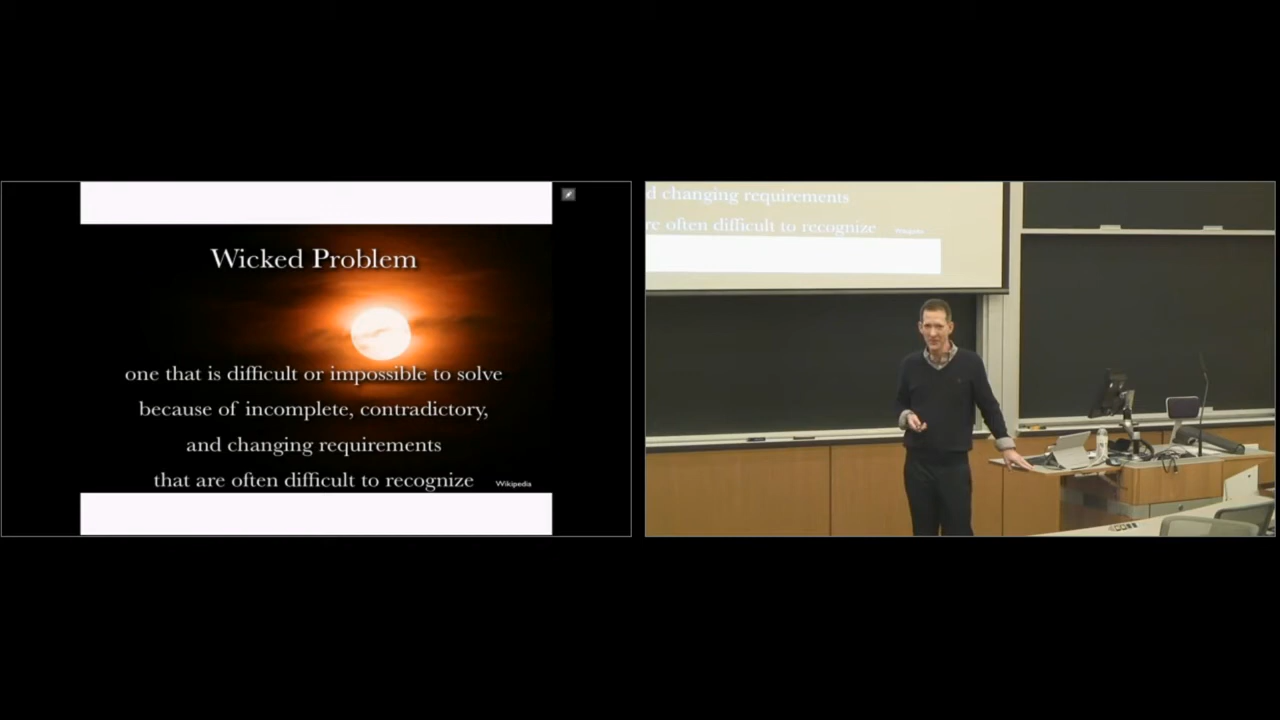 Wicked Problem
one that is difficult or impossible to solve
because of incomplete, contradictory,
and changing requirements
that are often difficult to recognize
Wikipedia
d changing requirements
re often difficult to recognize
Wikipedia